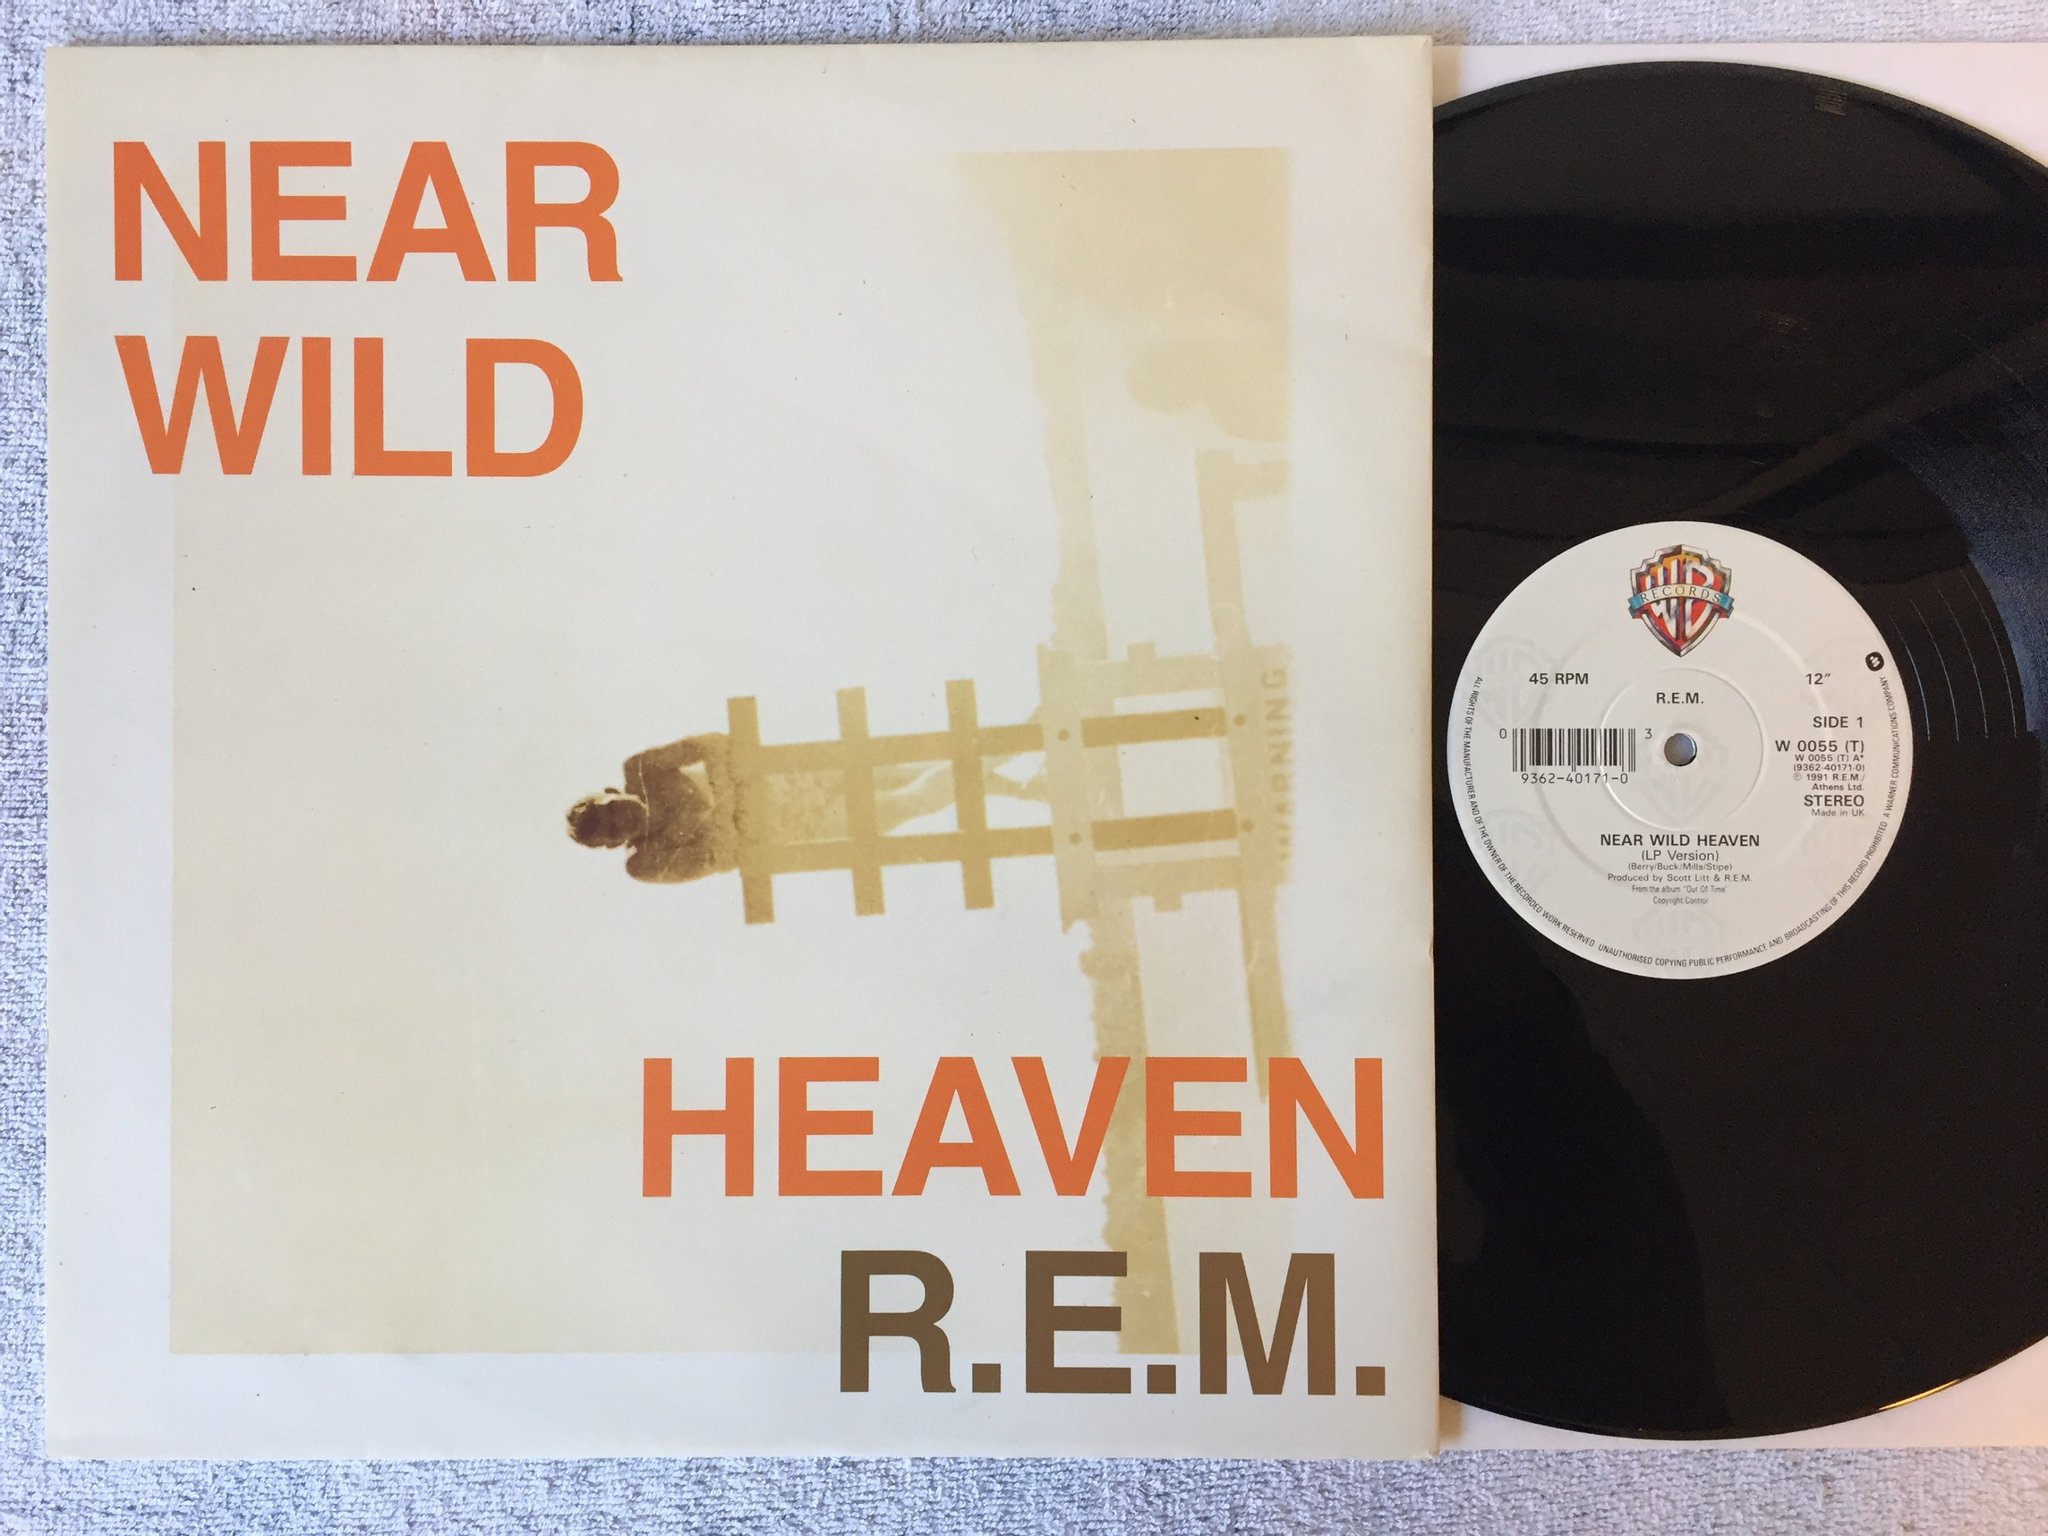 NEAR
WILD
HEAVEN
R.E.M.
WARNING
WB
RECORDS
45 RPM
12"
R.E.M.
SIDE 1
0
3
9362-40171-0
W 0055 (T)
W 0055 (T) A*
(9362-40171-0)
℗ 1991 R.E.M./
Athens Ltd.
STEREO
Made in UK
NEAR WILD HEAVEN
(LP Version)
(Berry/Buck/Mills/Stipe)
Produced by Scott Litt & R.E.M.
From the album "Out Of Time"
Copyright Control
ALL RIGHTS OF THE MANUFACTURER AND OF THE OWNER OF THE RECORDED WORK RESERVED. UNAUTHORISED COPYING PUBLIC PERFORMANCE AND BROADCASTING OF THIS RECORD PROHIBITED. A WARNER COMMUNICATIONS COMPANY